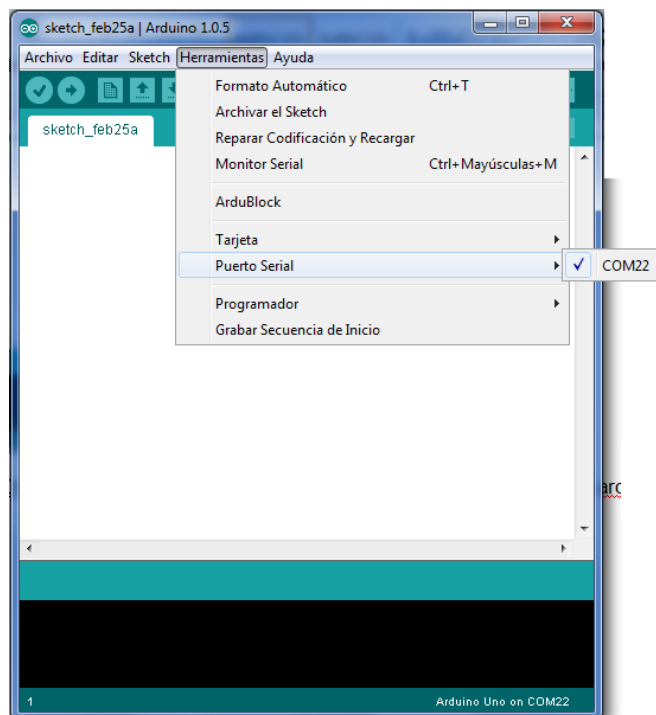 sketch_feb25a | Arduino 1.0.5
Archivo Editar Sketch Herramientas Ayuda
sketch_feb25a
Formato Automático Ctrl+T
Archivar el Sketch
Reparar Codificación y Recargar
Monitor Serial Ctrl+Mayúsculas+M
ArduBlock
Tarjeta
Puerto Serial
COM22
Programador
Grabar Secuencia de Inicio
1 Arduino Uno on COM22